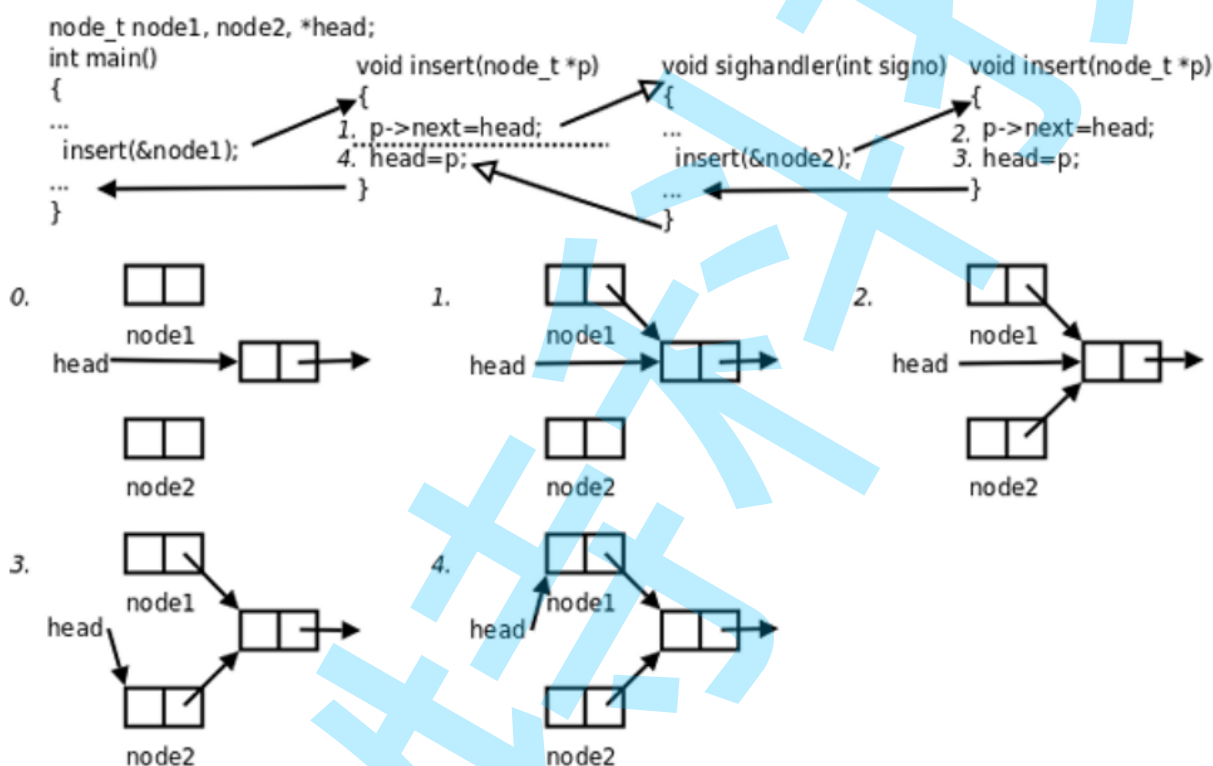 node_t node1, node2, *head;
int main()
{
...
insert(&node1);
...
}
void insert(node_t *p)
{
1. p->next=head;
4. head=p;
}
void sighandler(int signo)
{
...
insert(&node2);
...
}
void insert(node_t *p)
{
2. p->next=head;
3. head=p;
}
0.
node1
head
node2
1.
node1
head
node2
2.
node1
head
node2
3.
node1
head
node2
4.
node1
head
node2